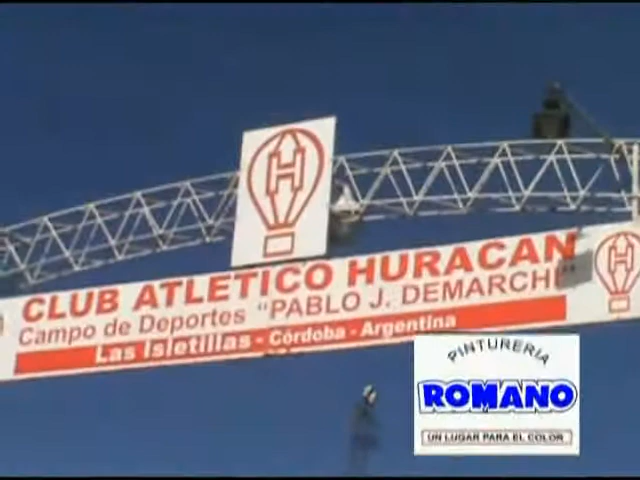 H
CLUB ATLETICO HURACAN
Campo de Deportes "PABLO J. DEMARCHI"
Las Isletillas - Córdoba - Argentina
H
PINTURERIA
ROMANO
UN LUGAR PARA EL COLOR